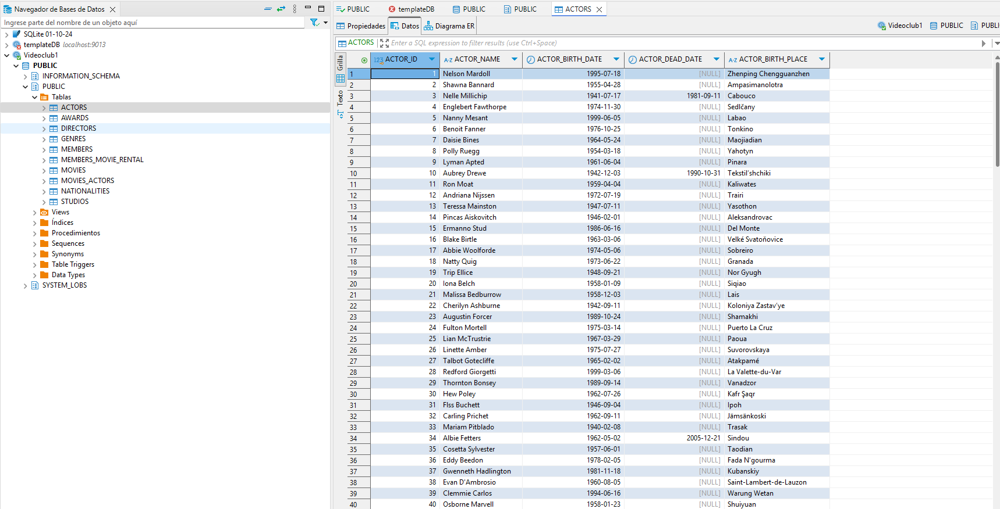 Navegador de Bases de Datos
Ingrese parte del nombre de un objeto aquí
SQLite 01-10-24
templateDB localhost:9013
Videoclub1
PUBLIC
INFORMATION_SCHEMA
PUBLIC
Tablas
ACTORS
AWARDS
DIRECTORS
GENRES
MEMBERS
MEMBERS_MOVIE_RENTAL
MOVIES
MOVIES_ACTORS
NATIONALITIES
STUDIOS
Views
Índices
Procedimientos
Sequences
Synonyms
Table Triggers
Data Types
SYSTEM_LOBS
PUBLIC templateDB PUBLIC PUBLIC ACTORS
Propiedades Datos Diagrama ER Videoclub1 PUBLIC PUBLI
ACTORS Enter a SQL expression to filter results (use Ctrl+Space)
Grilla
Texto
123 ACTOR_ID A-Z ACTOR_NAME ACTOR_BIRTH_DATE ACTOR_DEAD_DATE A-Z ACTOR_BIRTH_PLACE
1 1 Nelson Mardoll 1995-07-18 [NULL] Zhenping Chengguanzhen
2 2 Shawna Bannard 1955-04-28 [NULL] Ampasimanolotra
3 3 Nelle Millichip 1941-07-17 1981-09-11 Cabouco
4 4 Englebert Fawthorpe 1974-11-30 [NULL] Sedlčany
5 5 Nanny Mesant 1999-06-05 [NULL] Labao
6 6 Benoit Fanner 1976-10-25 [NULL] Tonkino
7 7 Daisie Bines 1964-05-24 [NULL] Maojiadian
8 8 Polly Ruegg 1954-03-18 [NULL] Yahotyn
9 9 Lyman Apted 1961-06-04 [NULL] Pinara
10 10 Aubrey Drewe 1942-12-03 1990-10-31 Tekstil'shchiki
11 11 Ron Moat 1959-04-04 [NULL] Kaliwates
12 12 Andriana Nijssen 1972-07-19 [NULL] Trairi
13 13 Teressa Mainston 1947-07-11 [NULL] Yasothon
14 14 Pincas Aiskovitch 1946-02-01 [NULL] Aleksandrovac
15 15 Ermanno Stud 1986-06-16 [NULL] Del Monte
16 16 Blake Birtle 1963-03-06 [NULL] Velké Svatoňovice
17 17 Abbie Woolforde 1974-05-06 [NULL] Sobreiro
18 18 Natty Quig 1973-06-22 [NULL] Granada
19 19 Trip Ellice 1948-09-21 [NULL] Nor Gyugh
20 20 Iona Belch 1958-01-09 [NULL] Siqiao
21 21 Malissa Bedburrow 1958-12-03 [NULL] Lais
22 22 Cherilyn Ashburne 1942-09-11 [NULL] Koloniya Zastav'ye
23 23 Augustin Forcer 1989-10-24 [NULL] Shamakhi
24 24 Fulton Mortell 1975-03-14 [NULL] Puerto La Cruz
25 25 Lian McTrustrie 1967-03-29 [NULL] Paoua
26 26 Linette Amber 1975-07-27 [NULL] Suvorovskaya
27 27 Talbot Gotecliffe 1965-02-02 [NULL] Atakpamé
28 28 Redford Giorgetti 1999-03-06 [NULL] La Valette-du-Var
29 29 Thornton Bonsey 1989-09-14 [NULL] Vanadzor
30 30 Hew Poley 1962-07-26 [NULL] Kafr Şaqr
31 31 FIss Buchett 1946-09-04 [NULL] Ipoh
32 32 Carling Prichet 1962-09-11 [NULL] Jämsänkoski
33 33 Mariam Pitblado 1940-02-08 [NULL] Trasak
34 34 Albie Fetters 1962-05-02 2005-12-21 Sindou
35 35 Cosetta Sylvester 1957-06-01 [NULL] Taodian
36 36 Eddy Beedon 1978-02-05 [NULL] Fada N'gourma
37 37 Gwenneth Hadlington 1981-11-18 [NULL] Kubanskiy
38 38 Evan D'Ambrosio 1960-08-05 [NULL] Saint-Lambert-de-Lauzon
39 39 Clemmie Carlos 1994-06-16 [NULL] Warung Wetan
40 40 Osborne Marvell 1958-01-23 [NULL] Shuiyuan